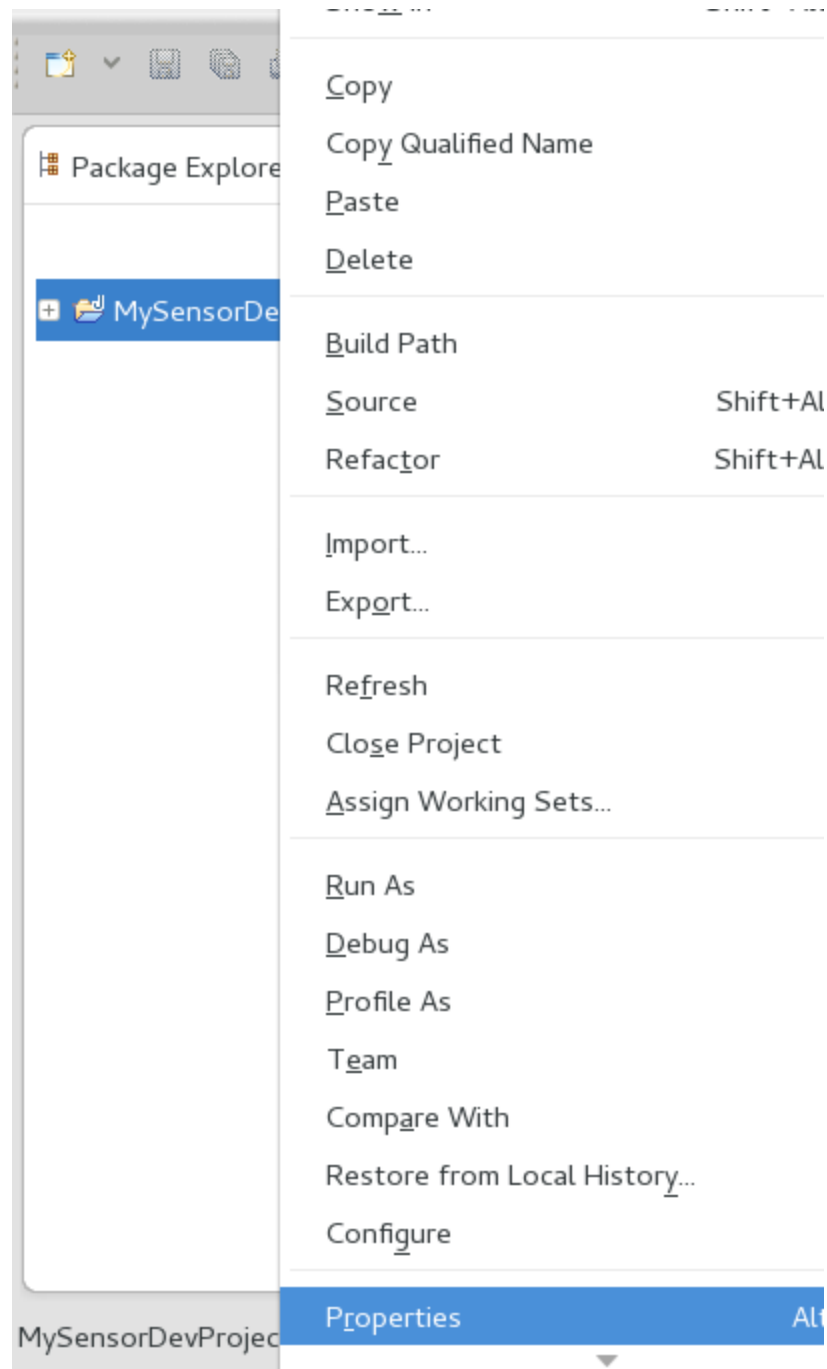 Copy
Copy Qualified Name
Package Explore
Paste
Delete
MySensorDe
Build Path
Source Shift+Al
Refactor Shift+Al
Import...
Export...
Refresh
Close Project
Assign Working Sets...
Run As
Debug As
Profile As
Team
Compare With
Restore from Local History...
Configure
Properties Alt
MySensorDevProjec